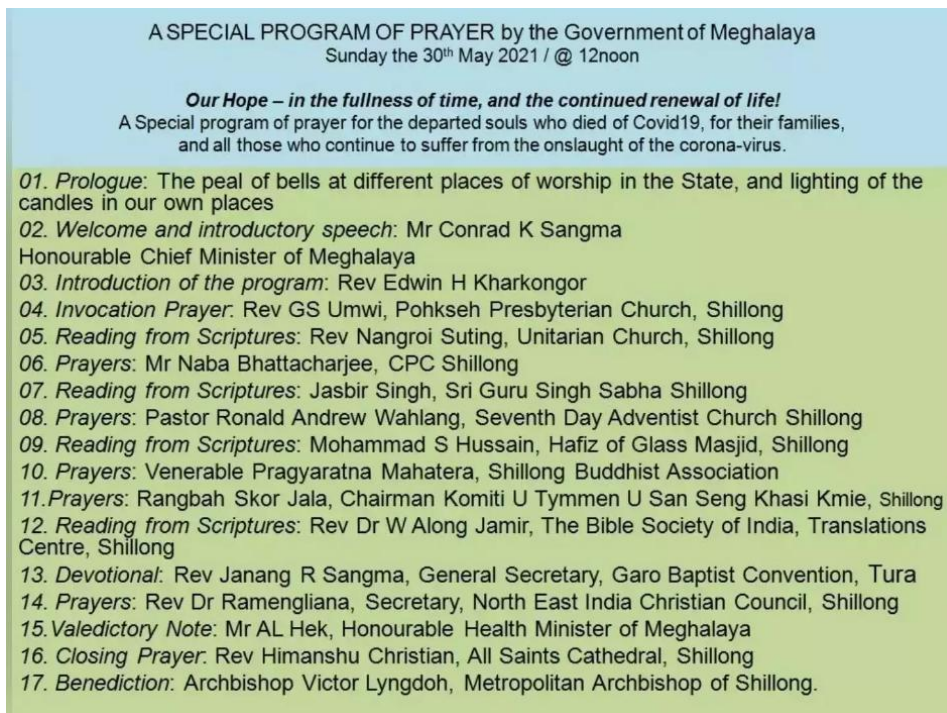 A SPECIAL PROGRAM OF PRAYER by the Government of Meghalaya
Sunday the 30th May 2021 / @ 12noon
Our Hope – in the fullness of time, and the continued renewal of life!
A Special program of prayer for the departed souls who died of Covid19, for their families,
and all those who continue to suffer from the onslaught of the corona-virus.
01. Prologue: The peal of bells at different places of worship in the State, and lighting of the
candles in our own places
02. Welcome and introductory speech: Mr Conrad K Sangma
Honourable Chief Minister of Meghalaya
03. Introduction of the program: Rev Edwin H Kharkongor
04. Invocation Prayer: Rev GS Umwi, Pohkseh Presbyterian Church, Shillong
05. Reading from Scriptures: Rev Nangroi Suting, Unitarian Church, Shillong
06. Prayers: Mr Naba Bhattacharjee, CPC Shillong
07. Reading from Scriptures: Jasbir Singh, Sri Guru Singh Sabha Shillong
08. Prayers: Pastor Ronald Andrew Wahlang, Seventh Day Adventist Church Shillong
09. Reading from Scriptures: Mohammad S Hussain, Hafiz of Glass Masjid, Shillong
10. Prayers: Venerable Pragyaratna Mahatera, Shillong Buddhist Association
11.Prayers: Rangbah Skor Jala, Chairman Komiti U Tymmen U San Seng Khasi Kmie, Shillong
12. Reading from Scriptures: Rev Dr W Along Jamir, The Bible Society of India, Translations
Centre, Shillong
13. Devotional: Rev Janang R Sangma, General Secretary, Garo Baptist Convention, Tura
14. Prayers: Rev Dr Ramengliana, Secretary, North East India Christian Council, Shillong
15.Valedictory Note: Mr AL Hek, Honourable Health Minister of Meghalaya
16. Closing Prayer: Rev Himanshu Christian, All Saints Cathedral, Shillong
17. Benediction: Archbishop Victor Lyngdoh, Metropolitan Archbishop of Shillong.